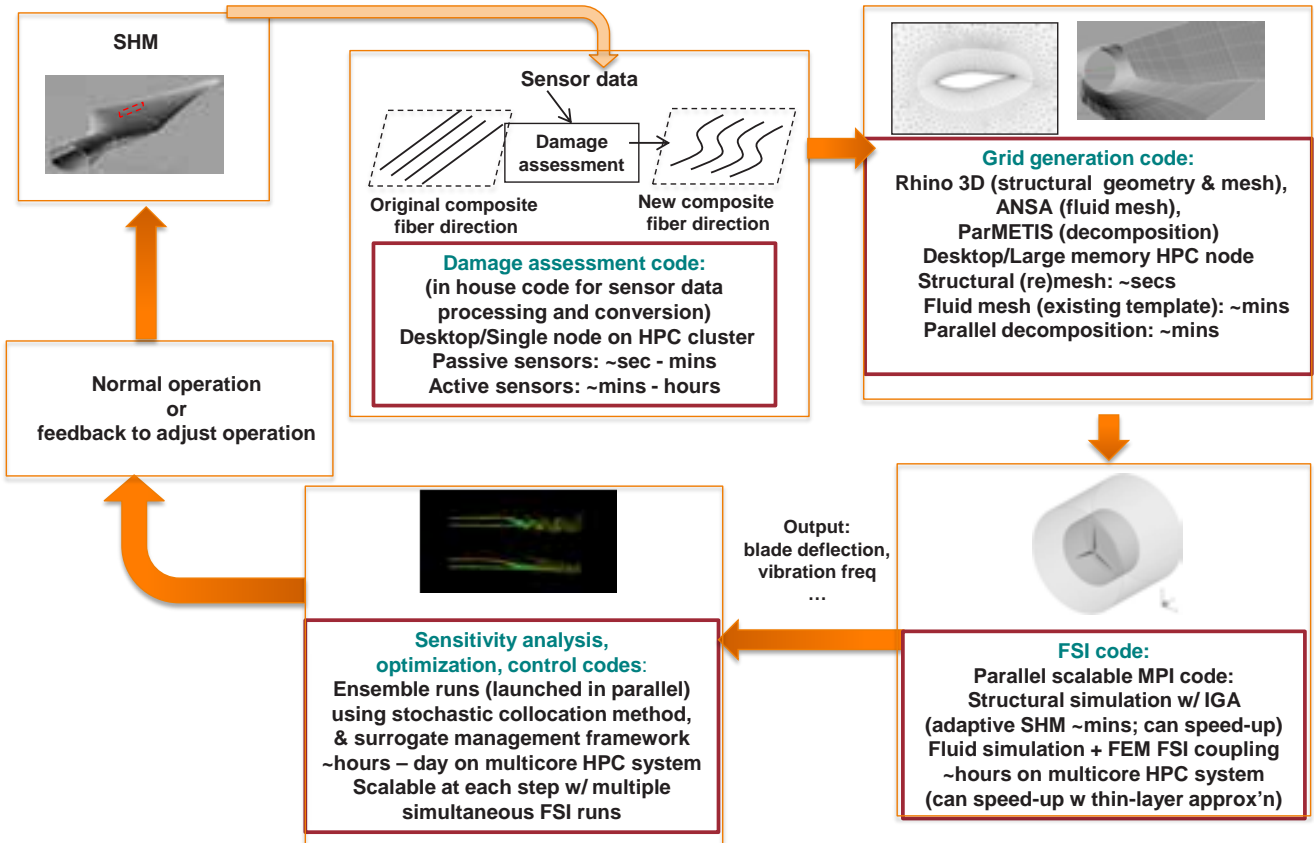 SHM
Sensor data
Damage
assessment
Original composite
fiber direction
New composite
fiber direction
Damage assessment code:
(in house code for sensor data
processing and conversion)
Desktop/Single node on HPC cluster
Passive sensors: ~sec - mins
Active sensors: ~mins - hours
Grid generation code:
Rhino 3D (structural geometry & mesh),
ANSA (fluid mesh),
ParMETIS (decomposition)
Desktop/Large memory HPC node
Structural (re)mesh: ~secs
Fluid mesh (existing template): ~mins
Parallel decomposition: ~mins
Normal operation
or
feedback to adjust operation
Output:
blade deflection,
vibration freq
…
Sensitivity analysis,
optimization, control codes:
Ensemble runs (launched in parallel)
using stochastic collocation method,
& surrogate management framework
~hours – day on multicore HPC system
Scalable at each step w/ multiple
simultaneous FSI runs
FSI code:
Parallel scalable MPI code:
Structural simulation w/ IGA
(adaptive SHM ~mins; can speed-up)
Fluid simulation + FEM FSI coupling
~hours on multicore HPC system
(can speed-up w thin-layer approx’n)